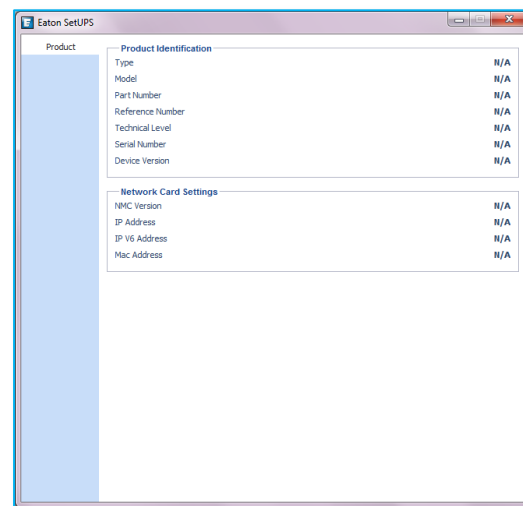 Eaton SetUPS
Product
Product Identification
Type N/A
Model N/A
Part Number N/A
Reference Number N/A
Technical Level N/A
Serial Number N/A
Device Version N/A
Network Card Settings
NMC Version N/A
IP Address N/A
IP V6 Address N/A
Mac Address N/A